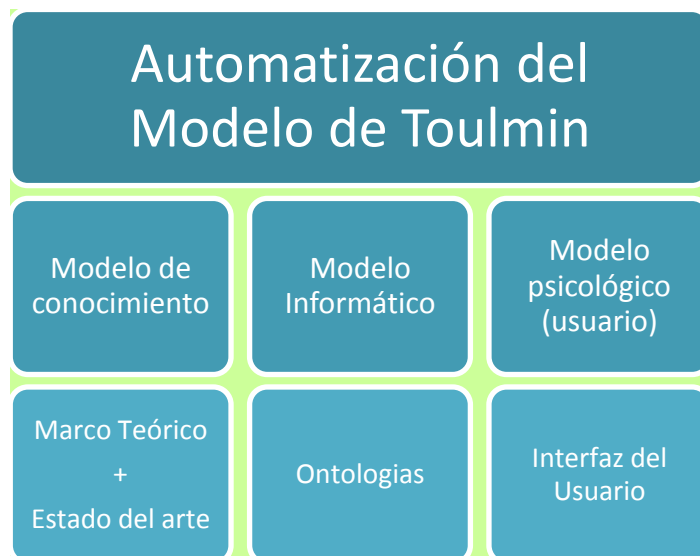 Automatización del
Modelo de Toulmin
Modelo de
conocimiento
Modelo
Informático
Modelo
psicológico
(usuario)
Marco Teórico
+
Estado del arte
Ontologias
Interfaz del
Usuario